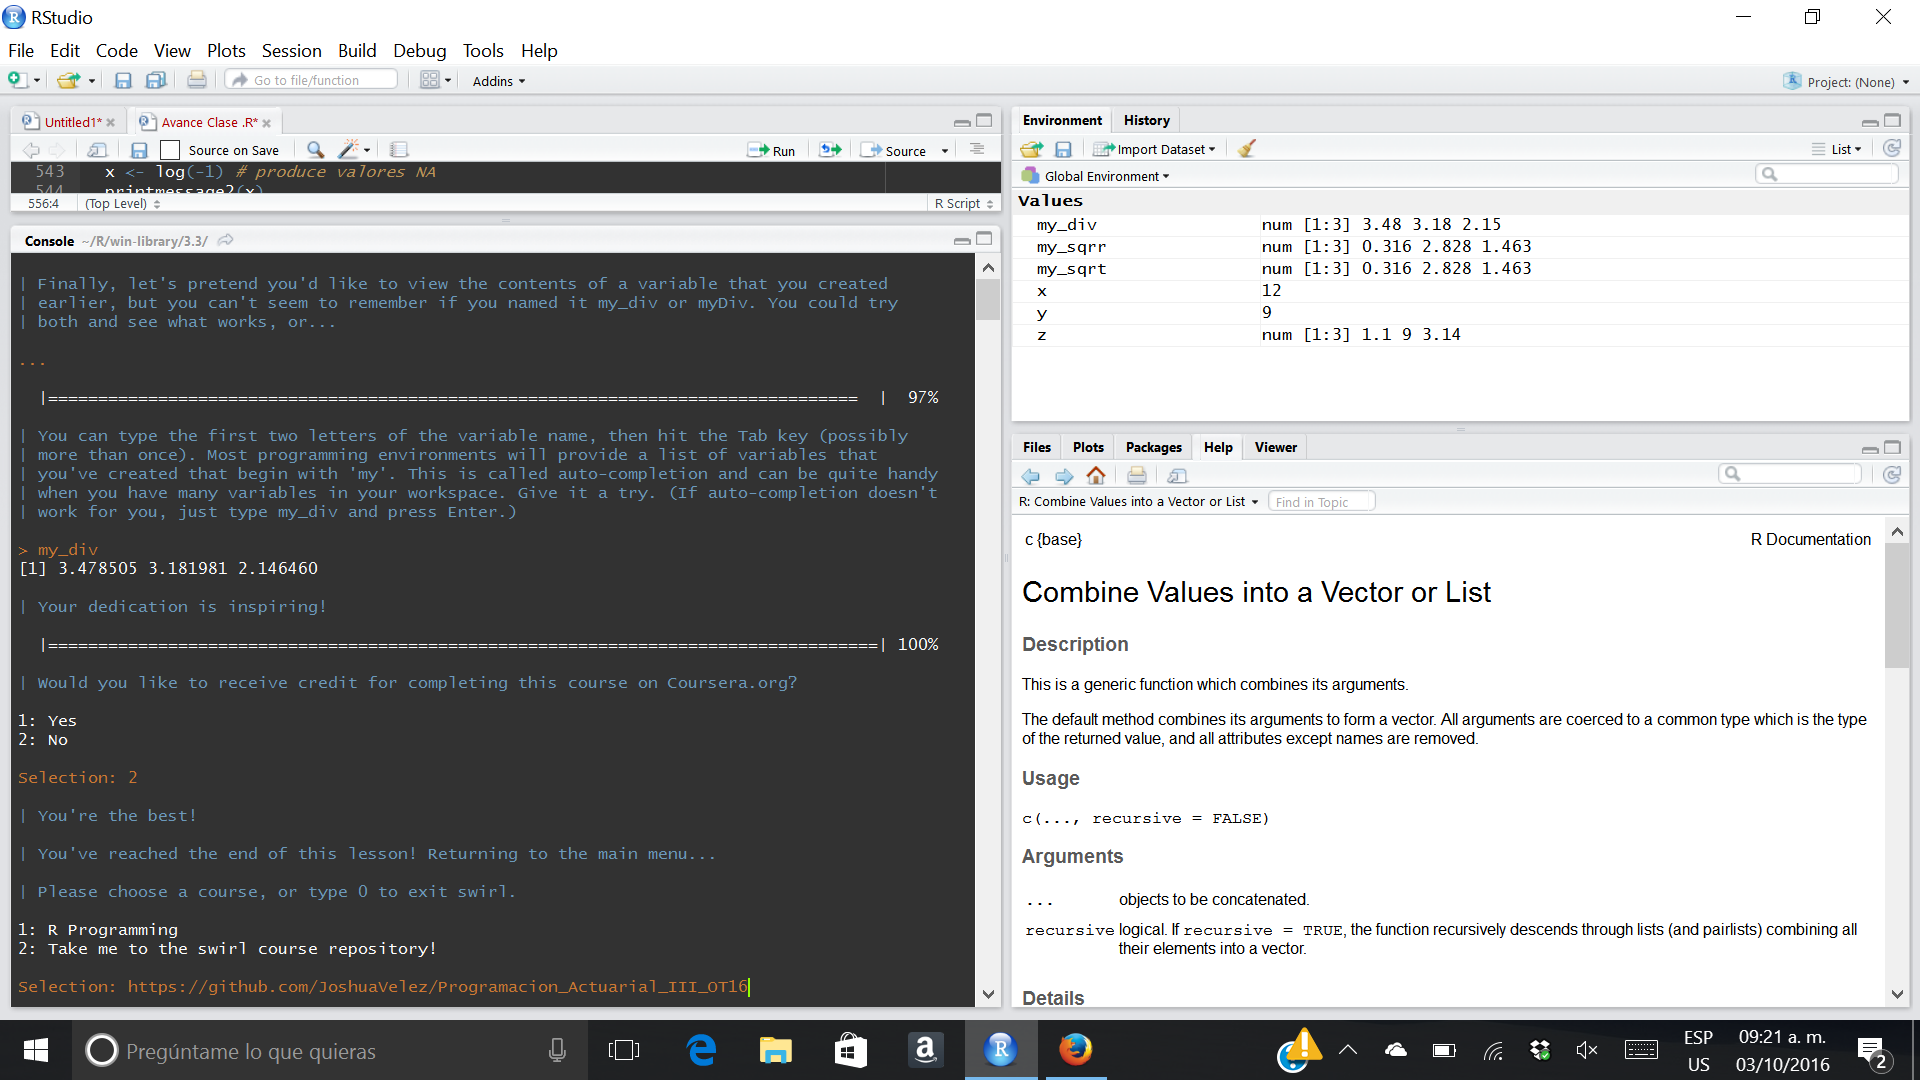 RStudio
File Edit Code View Plots Session Build Debug Tools Help
Go to file/function Addins Project: (None)
Untitled1* Avance Clase .R*
Source on Save Run Source
543 x <- log(-1) # produce valores NA
544 printmessage2(x)
556:4 (Top Level) R Script
Console ~/R/win-library/3.3/
| Finally, let's pretend you'd like to view the contents of a variable that you created
| earlier, but you can't seem to remember if you named it my_div or myDiv. You could try
| both and see what works, or...
...
|=================================================================================  |  97%
| You can type the first two letters of the variable name, then hit the Tab key (possibly
| more than once). Most programming environments will provide a list of variables that
| you've created that begin with 'my'. This is called auto-completion and can be quite handy
| when you have many variables in your workspace. Give it a try. (If auto-completion doesn't
| work for you, just type my_div and press Enter.)
> my_div
[1] 3.478505 3.181981 2.146460
| Your dedication is inspiring!
|===================================================================================| 100%
| Would you like to receive credit for completing this course on Coursera.org?
1: Yes
2: No
Selection: 2
| You're the best!
| You've reached the end of this lesson! Returning to the main menu...
| Please choose a course, or type 0 to exit swirl.
1: R Programming
2: Take me to the swirl course repository!
Selection: https://github.com/JoshuaVelez/Programacion_Actuarial_III_OT16
Environment History
Import Dataset List
Global Environment
Values
my_div num [1:3] 3.48 3.18 2.15
my_sqrr num [1:3] 0.316 2.828 1.463
my_sqrt num [1:3] 0.316 2.828 1.463
x 12
y 9
z num [1:3] 1.1 9 3.14
Files Plots Packages Help Viewer
R: Combine Values into a Vector or List Find in Topic
c {base} R Documentation
Combine Values into a Vector or List
Description
This is a generic function which combines its arguments.
The default method combines its arguments to form a vector. All arguments are coerced to a common type which is the type
of the returned value, and all attributes except names are removed.
Usage
c(..., recursive = FALSE)
Arguments
... objects to be concatenated.
recursive logical. If recursive = TRUE, the function recursively descends through lists (and pairlists) combining all
their elements into a vector.
Details
Pregúntame lo que quieras
ESP 09:21 a. m.
US 03/10/2016
2